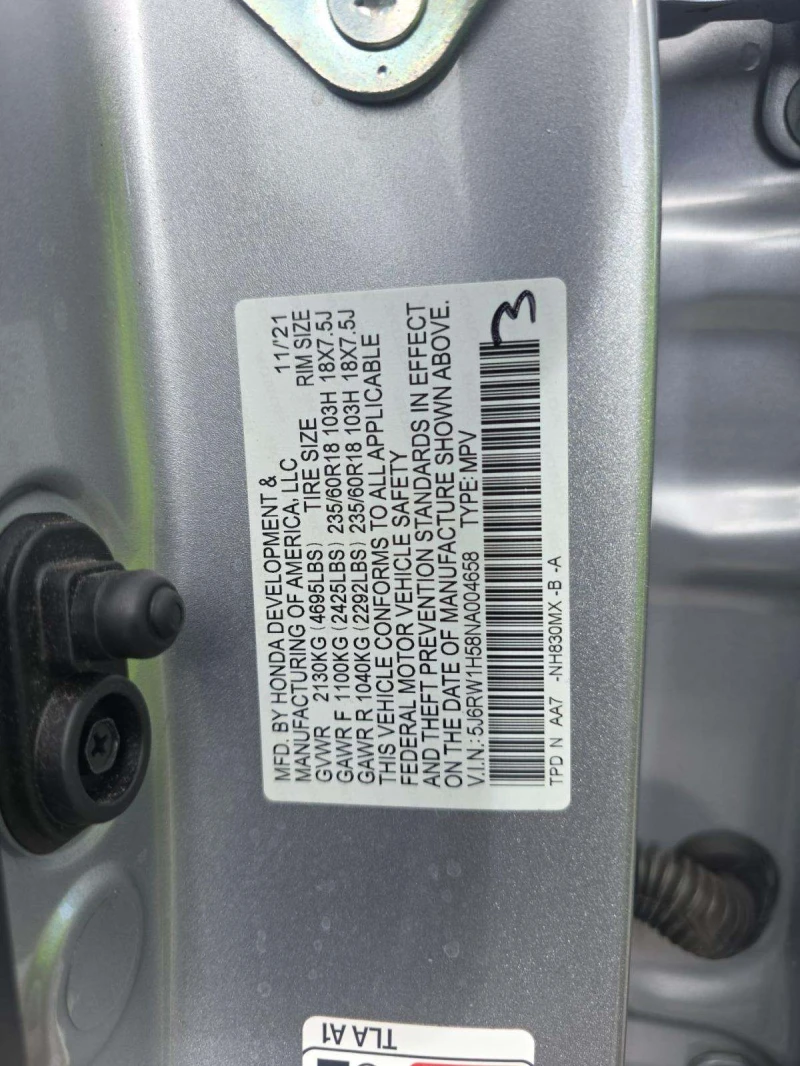 MFD. BY HONDA DEVELOPMENT &
MANUFACTURING OF AMERICA, LLC 11/'21
GVWR 2130KG (4695LBS) TIRE SIZE RIM SIZE
GAWR F 1100KG (2425LBS) 235/60R18 103H 18X7.5J
GAWR R 1040KG (2292LBS) 235/60R18 103H 18X7.5J
THIS VEHICLE CONFORMS TO ALL APPLICABLE
FEDERAL MOTOR VEHICLE SAFETY
AND THEFT PREVENTION STANDARDS IN EFFECT
ON THE DATE OF MANUFACTURE SHOWN ABOVE.
V.I.N.: 5J6RW1H58NA004658 TYPE: MPV
3
TPD N AA7 -NH830MX -B -A
TLA A1